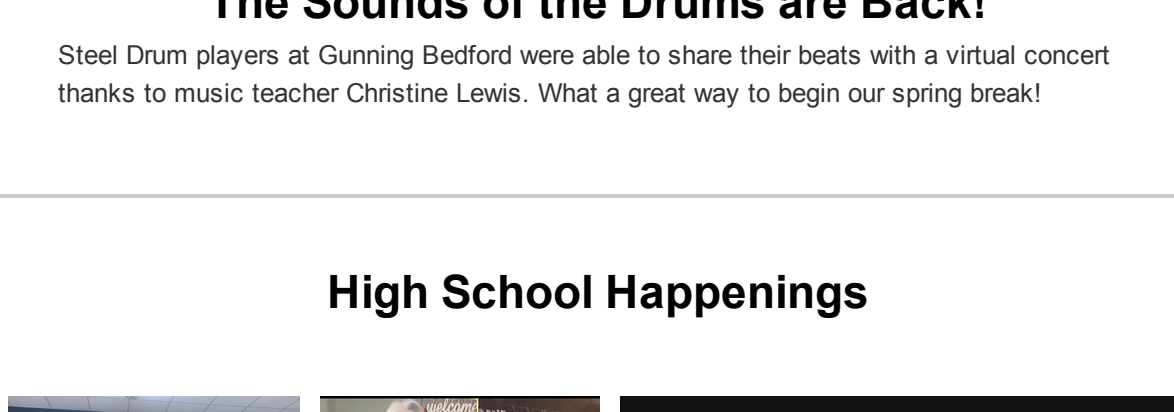 The Sounds of the Drums are Back!
Steel Drum players at Gunning Bedford were able to share their beats with a virtual concert
thanks to music teacher Christine Lewis. What a great way to begin our spring break!
High School Happenings
welcome